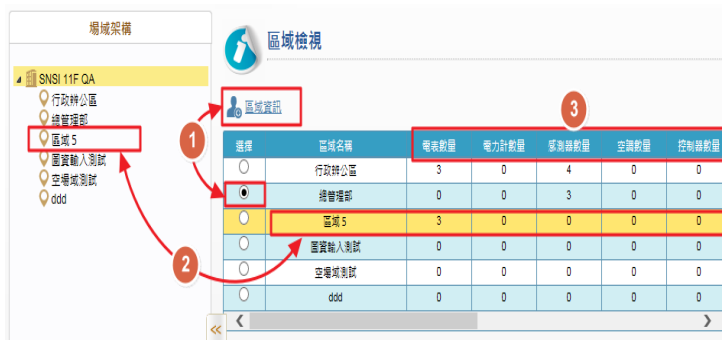 場域架構
SNSI 11F QA
行政辦公區
總管理部
區域 5
圖資輸入測試
空場域測試
ddd
區域檢視
區域資訊
1
2
3
選擇 區域名稱 電表數量 電力計數量 感測器數量 空調數量 控制器數量
行政辦公區 3 0 4 0 0
總管理部 0 0 3 0 0
區域 5 3 0 0 0 0
圖資輸入測試 0 0 0 0 0
空場域測試 0 0 0 0 0
ddd 0 0 0 0 0